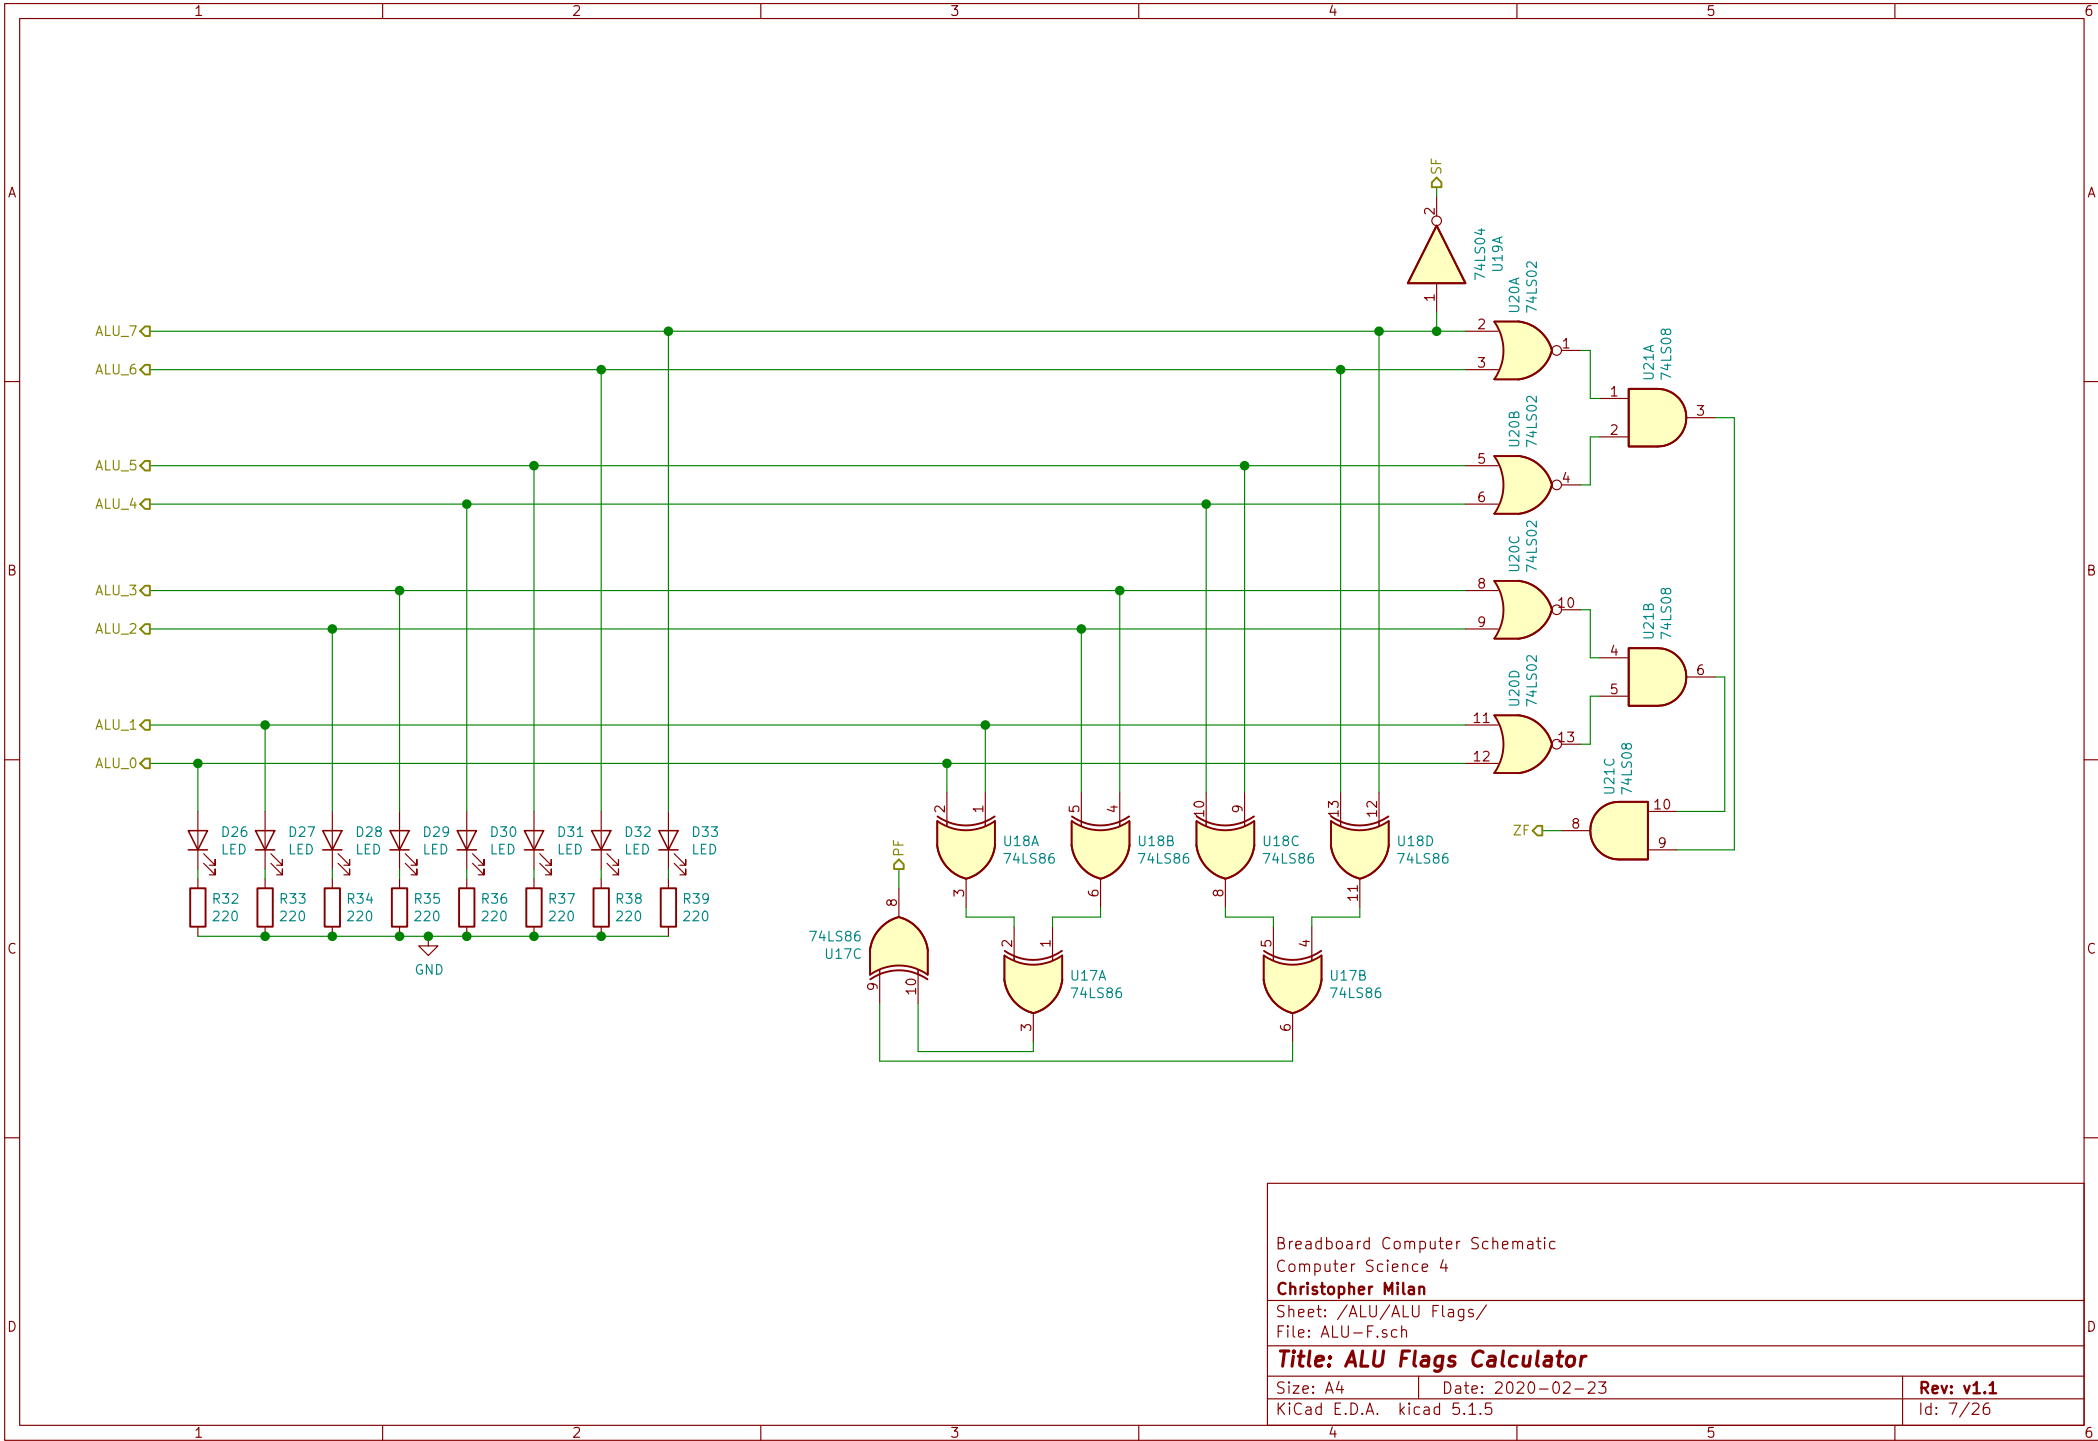 1 2 3 4 5 6
A A
B B
C C
D D
SF
2
74LS04
U19A
1
U20A
74LS02
ALU_7
2
1
ALU_6
3
U21A
74LS08
1
3
2
U20B
74LS02
ALU_5
5
4
ALU_4
6
U20C
74LS02
ALU_3
8
10
ALU_2
9
U21B
74LS08
4
6
5
U20D
74LS02
ALU_1
11
13
ALU_0
12
U21C
74LS08
10
ZF
8
9
2 1 5 4 10 9 13 12
D26 D27 D28 D29 D30 D31 D32 D33
LED LED LED LED LED LED LED LED
U18A U18B U18C U18D
74LS86 74LS86 74LS86 74LS86
PF
3 6 8 11
8
R32 R33 R34 R35 R36 R37 R38 R39
220 220 220 220 220 220 220 220
GND
74LS86
U17C
9 10
2 1 5 4
U17A U17B
74LS86 74LS86
3 6
Breadboard Computer Schematic
Computer Science 4
Christopher Milan
Sheet: /ALU/ALU Flags/
File: ALU-F.sch
Title: ALU Flags Calculator
Size: A4 Date: 2020-02-23 Rev: v1.1
KiCad E.D.A. kicad 5.1.5 Id: 7/26
1 2 3 4 5 6